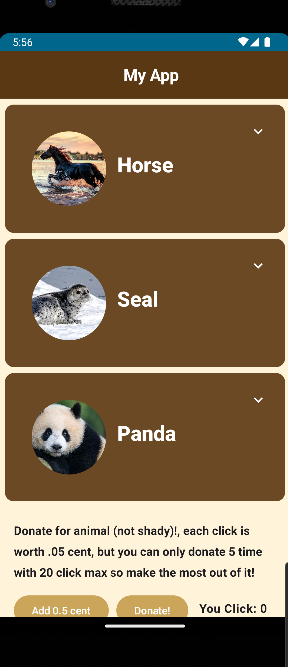 5:56
My App
Horse
Seal
Panda
Donate for animal (not shady)!, each click is
worth .05 cent, but you can only donate 5 time
with 20 click max so make the most out of it!
Add 0.5 cent Donate! You Click: 0